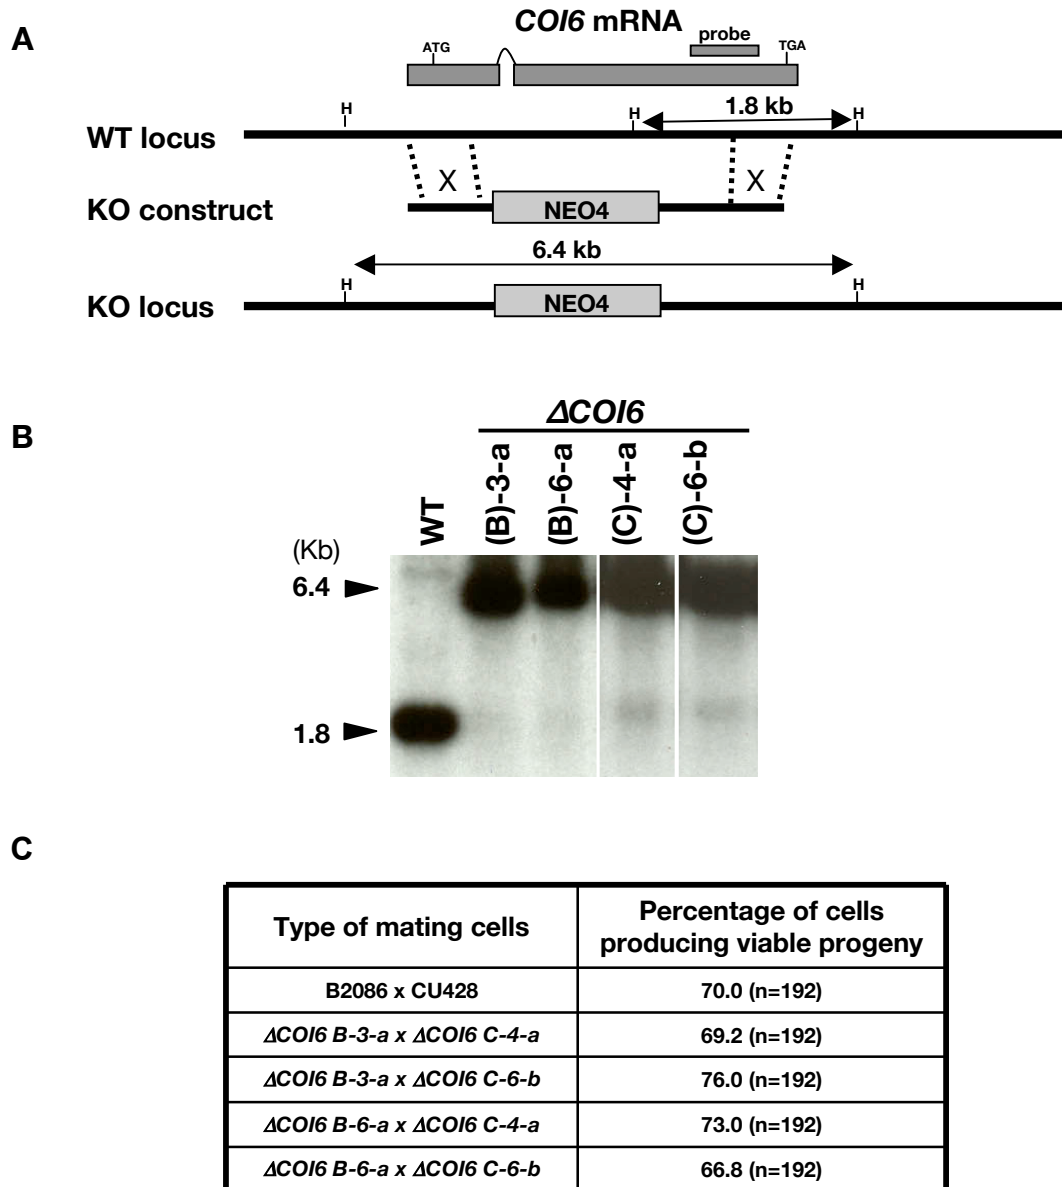 A
COI6 mRNA
probe
ATG
TGA
H
H
1.8 kb
H
WT locus
X
X
KO construct
NEO4
6.4 kb
H
H
KO locus
NEO4
B
ΔCOI6
WT
(B)-3-a
(B)-6-a
(C)-4-a
(C)-6-b
(Kb)
6.4
1.8
C
Type of mating cells
Percentage of cells
producing viable progeny
B2086 x CU428
70.0 (n=192)
ΔCOI6 B-3-a x ΔCOI6 C-4-a
69.2 (n=192)
ΔCOI6 B-3-a x ΔCOI6 C-6-b
76.0 (n=192)
ΔCOI6 B-6-a x ΔCOI6 C-4-a
73.0 (n=192)
ΔCOI6 B-6-a x ΔCOI6 C-6-b
66.8 (n=192)